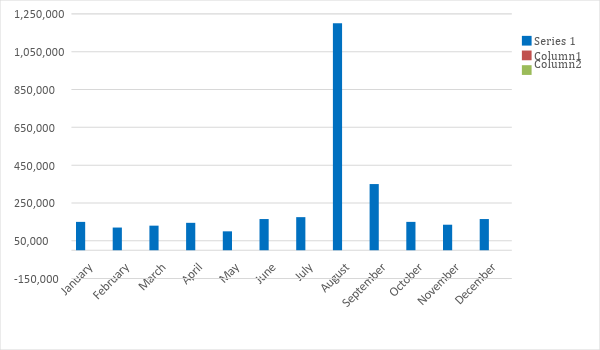 1,250,000
1,050,000
850,000
650,000
450,000
250,000
50,000
-150,000
January
February
March
April
May
June
July
August
September
October
November
December
Series 1
Column1
Column2